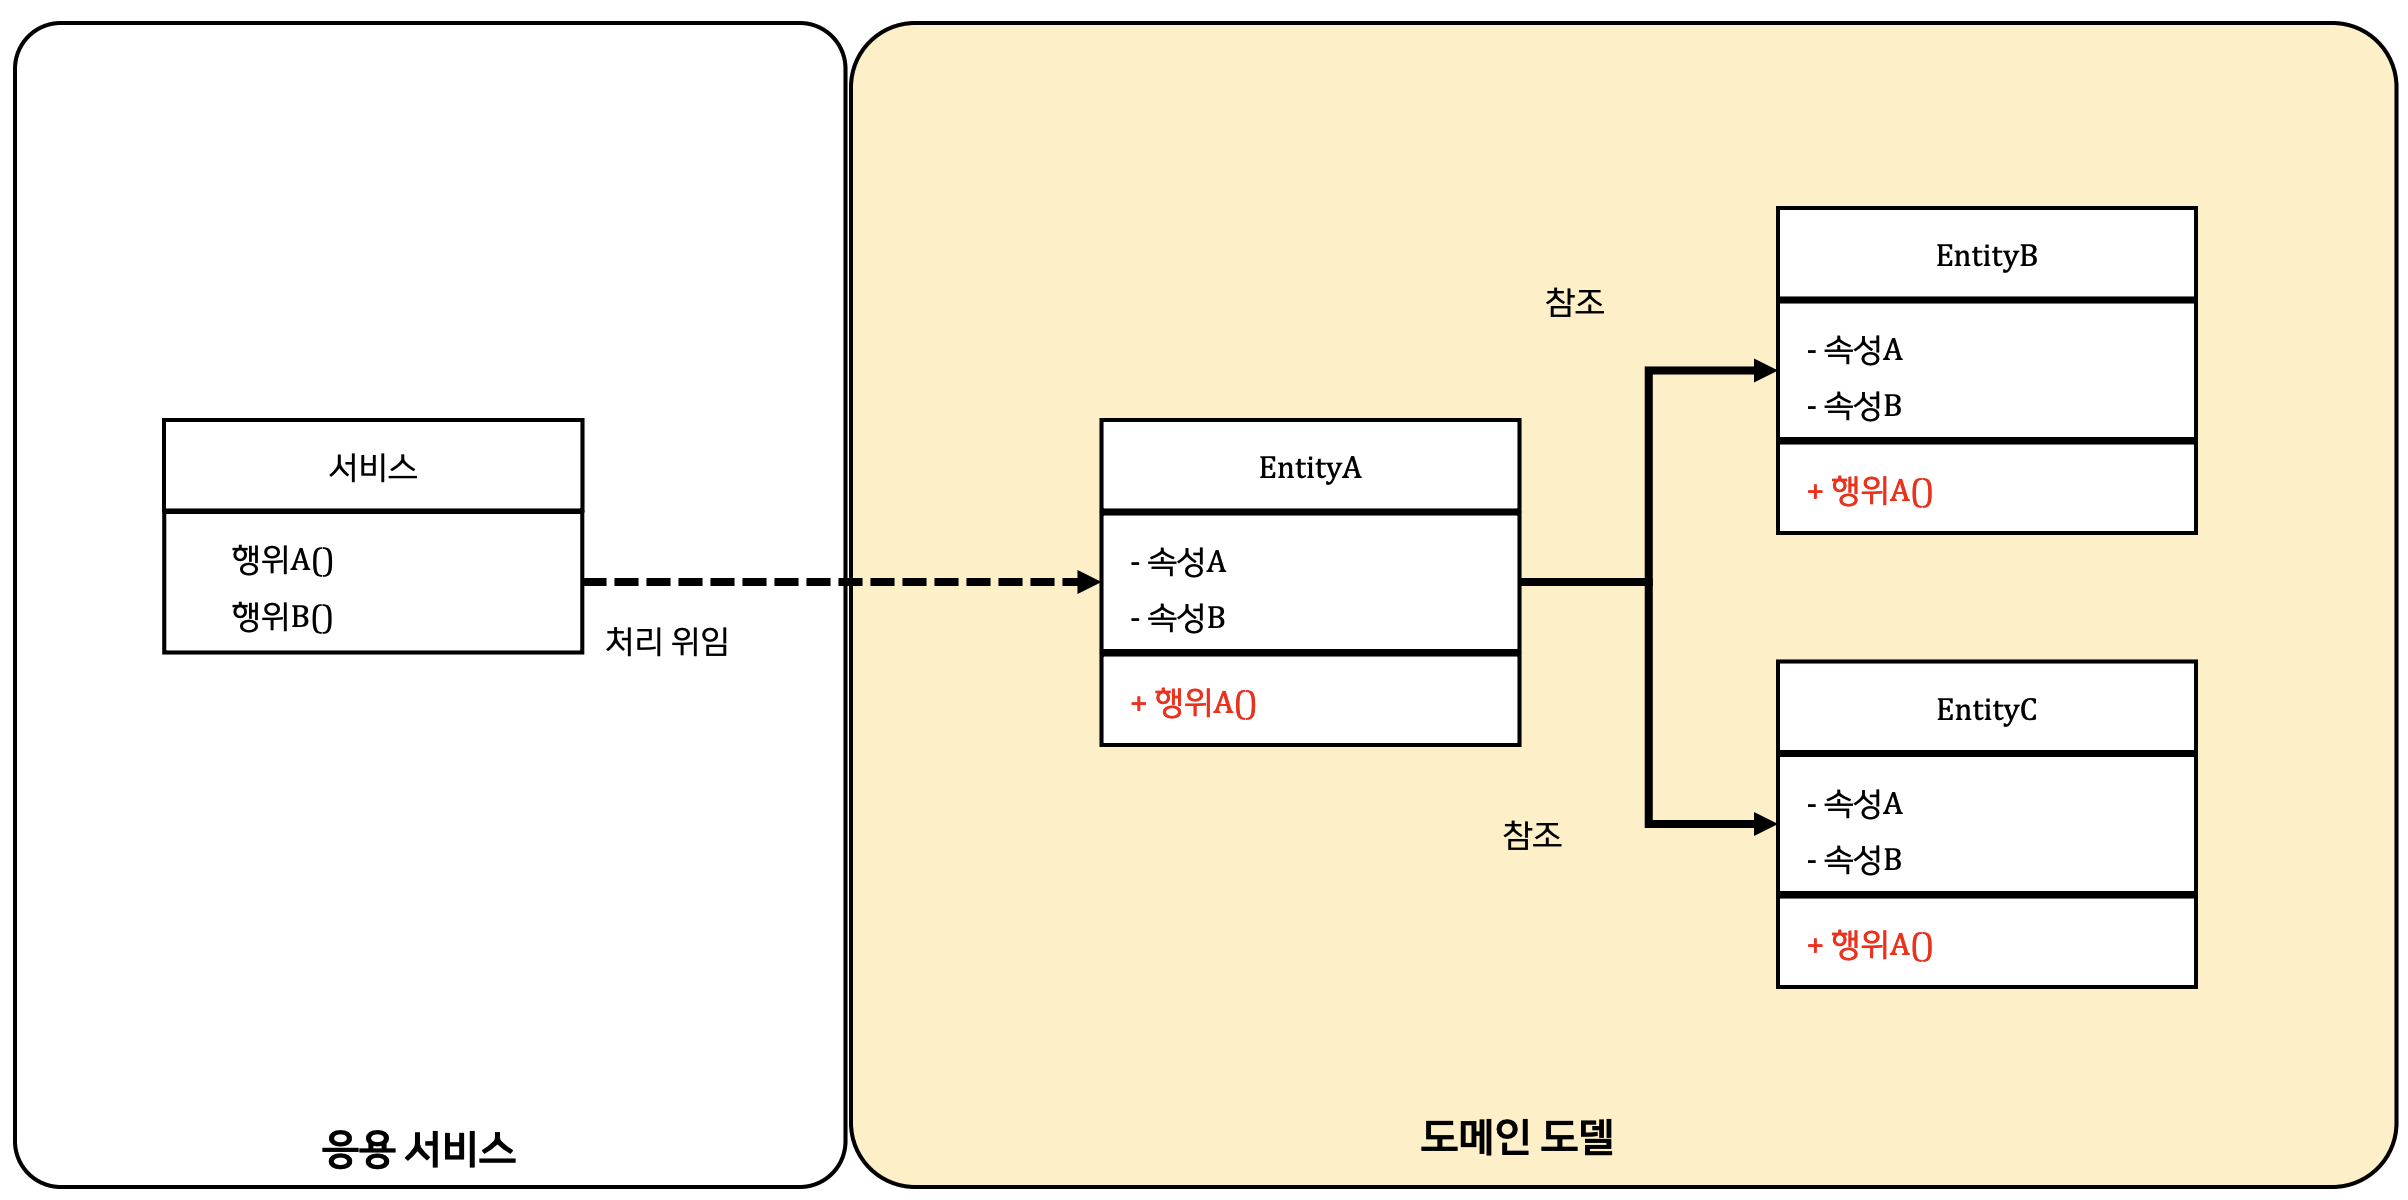 서비스
행위A()
행위B()
처리 위임
응용 서비스
EntityA
- 속성A
- 속성B
+ 행위A()
참조
참조
EntityB
- 속성A
- 속성B
+ 행위A()
EntityC
- 속성A
- 속성B
+ 행위A()
도메인 도델